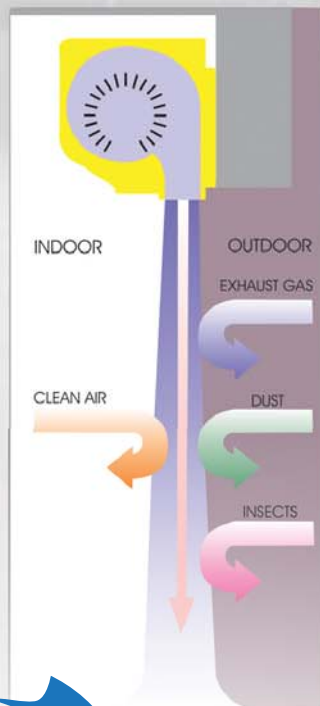 INDOOR
OUTDOOR
EXHAUST GAS
CLEAN AIR
DUST
INSECTS